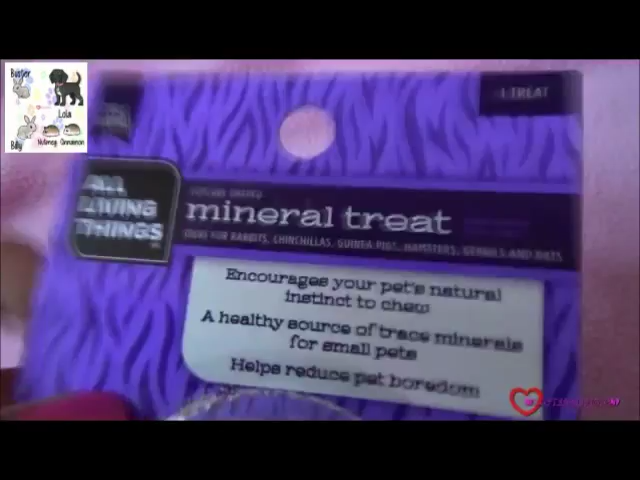 Buster
Lola
Billy
Nutmeg Cinnamon
1 TREAT
ALL
LIVING
THINGS
mineral treat
FOR RABBITS, CHINCHILLAS, GUINEA PIGS, HAMSTERS, GERBILS AND RATS
Encourages your pet's natural
instinct to chew
A healthy source of trace minerals
for small pets
Helps reduce pet boredom